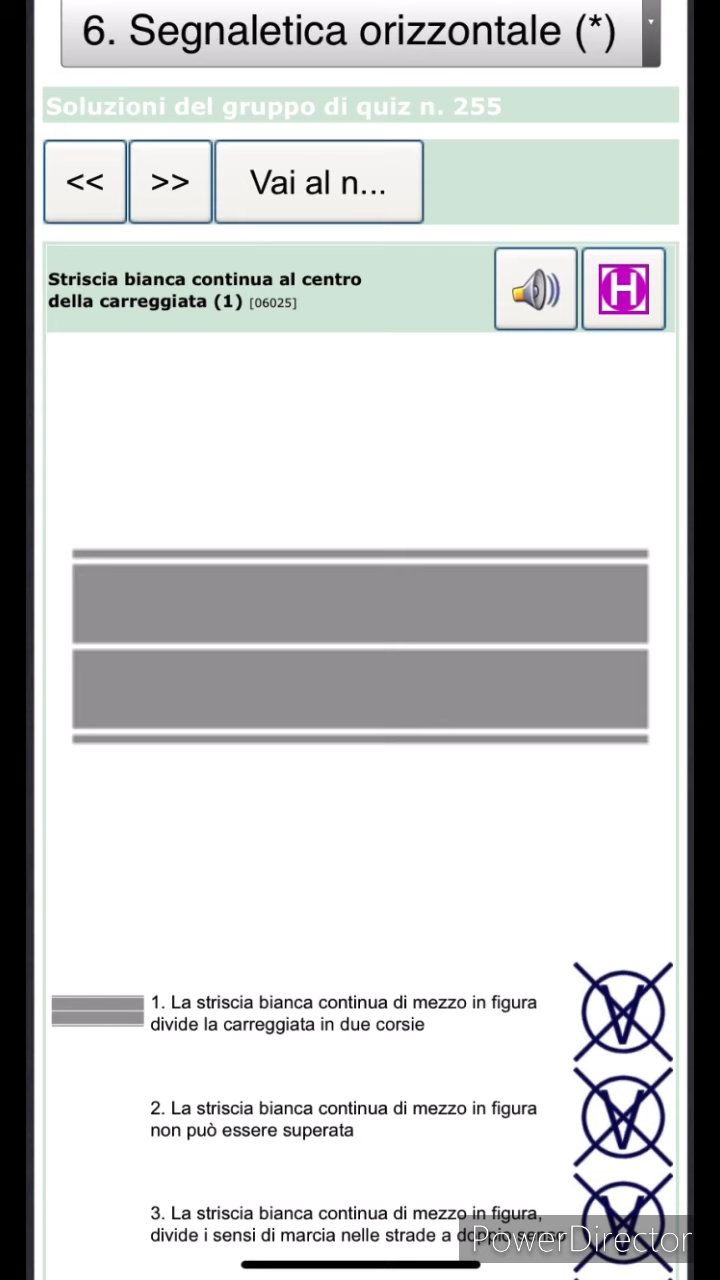 6. Segnaletica orizzontale (*)
Soluzioni del gruppo di quiz n. 255
<< >> Vai al n...
Striscia bianca continua al centro
della carreggiata (1) [06025]
H
1. La striscia bianca continua di mezzo in figura
divide la carreggiata in due corsie
V
2. La striscia bianca continua di mezzo in figura
non può essere superata
V
3. La striscia bianca continua di mezzo in figura,
divide i sensi di marcia nelle strade a doppio senso
V
PowerDirector